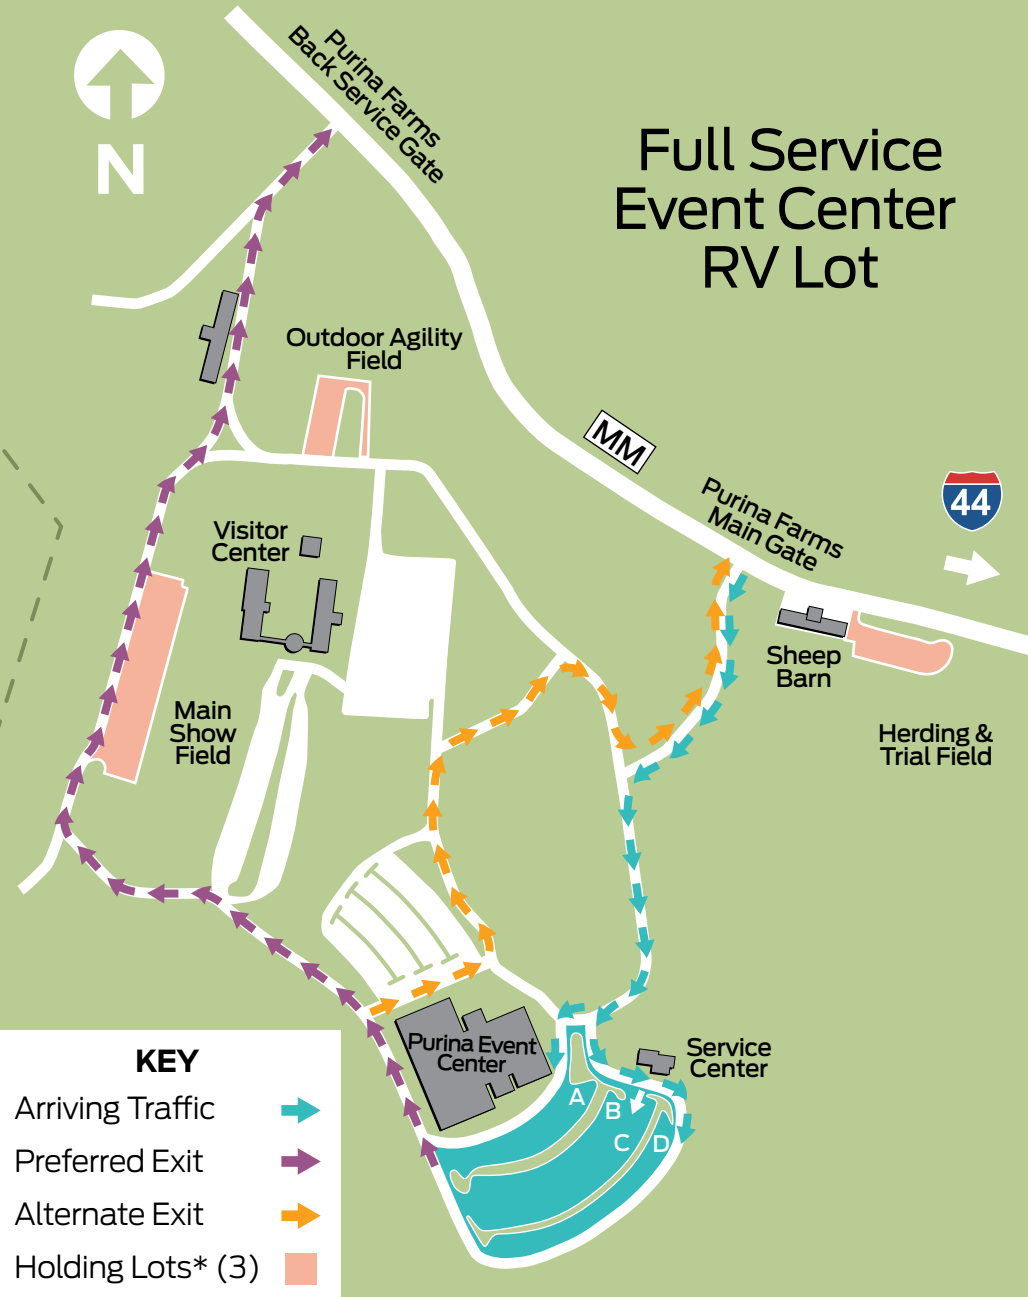 Purina Farms
Back Service Gate
N
Full Service
Event Center
RV Lot
Outdoor Agility
Field
MM
Purina Farms
Main Gate
44
Visitor
Center
Sheep
Barn
Main
Show
Field
Herding &
Trial Field
Purina Event
Center
Service
Center
A
B
C
D
KEY
Arriving Traffic
Preferred Exit
Alternate Exit
Holding Lots* (3)